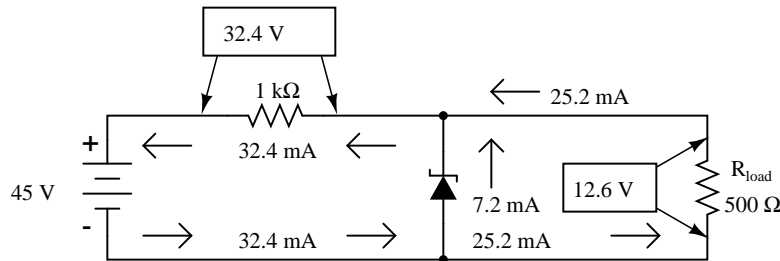 32.4 V
1 kΩ
25.2 mA
+
32.4 mA
45 V
-
7.2 mA
12.6 V
Rload
500 Ω
32.4 mA
25.2 mA